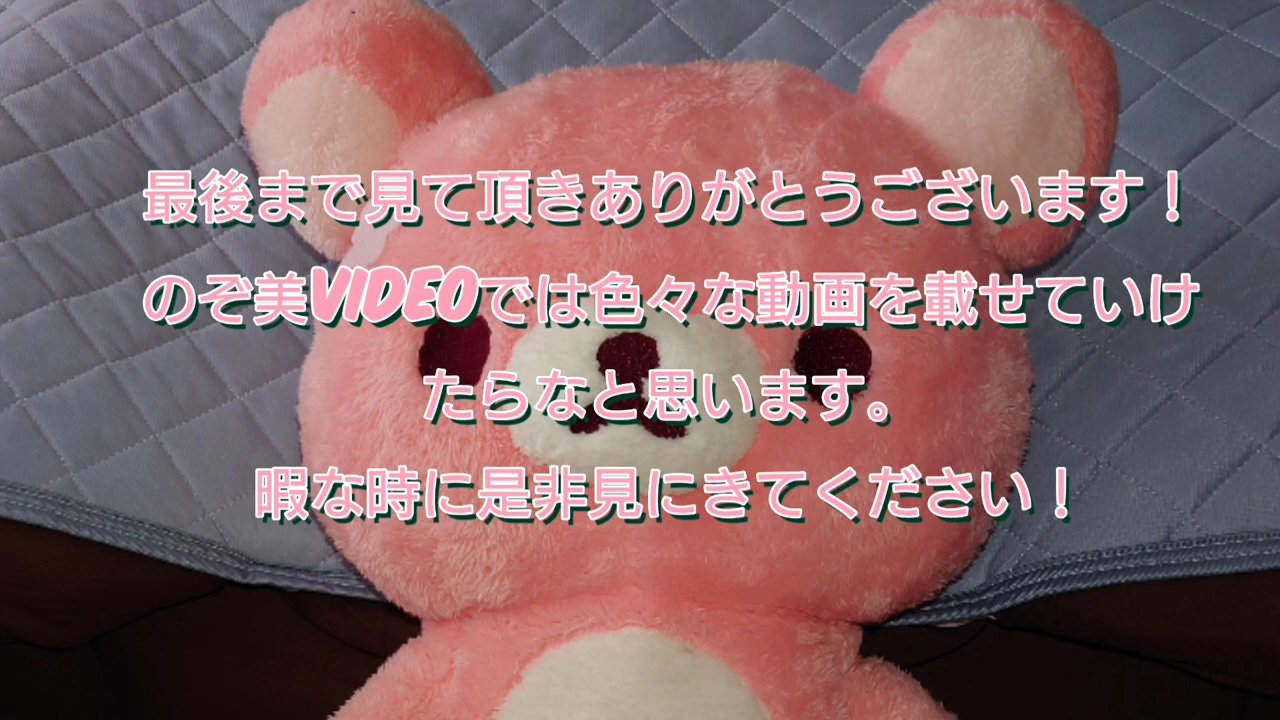 最後まで見て頂きありがとうございます！
のぞ美VIDEOでは色々な動画を載せていけ
たらなと思います。
暇な時に是非見にきてください！